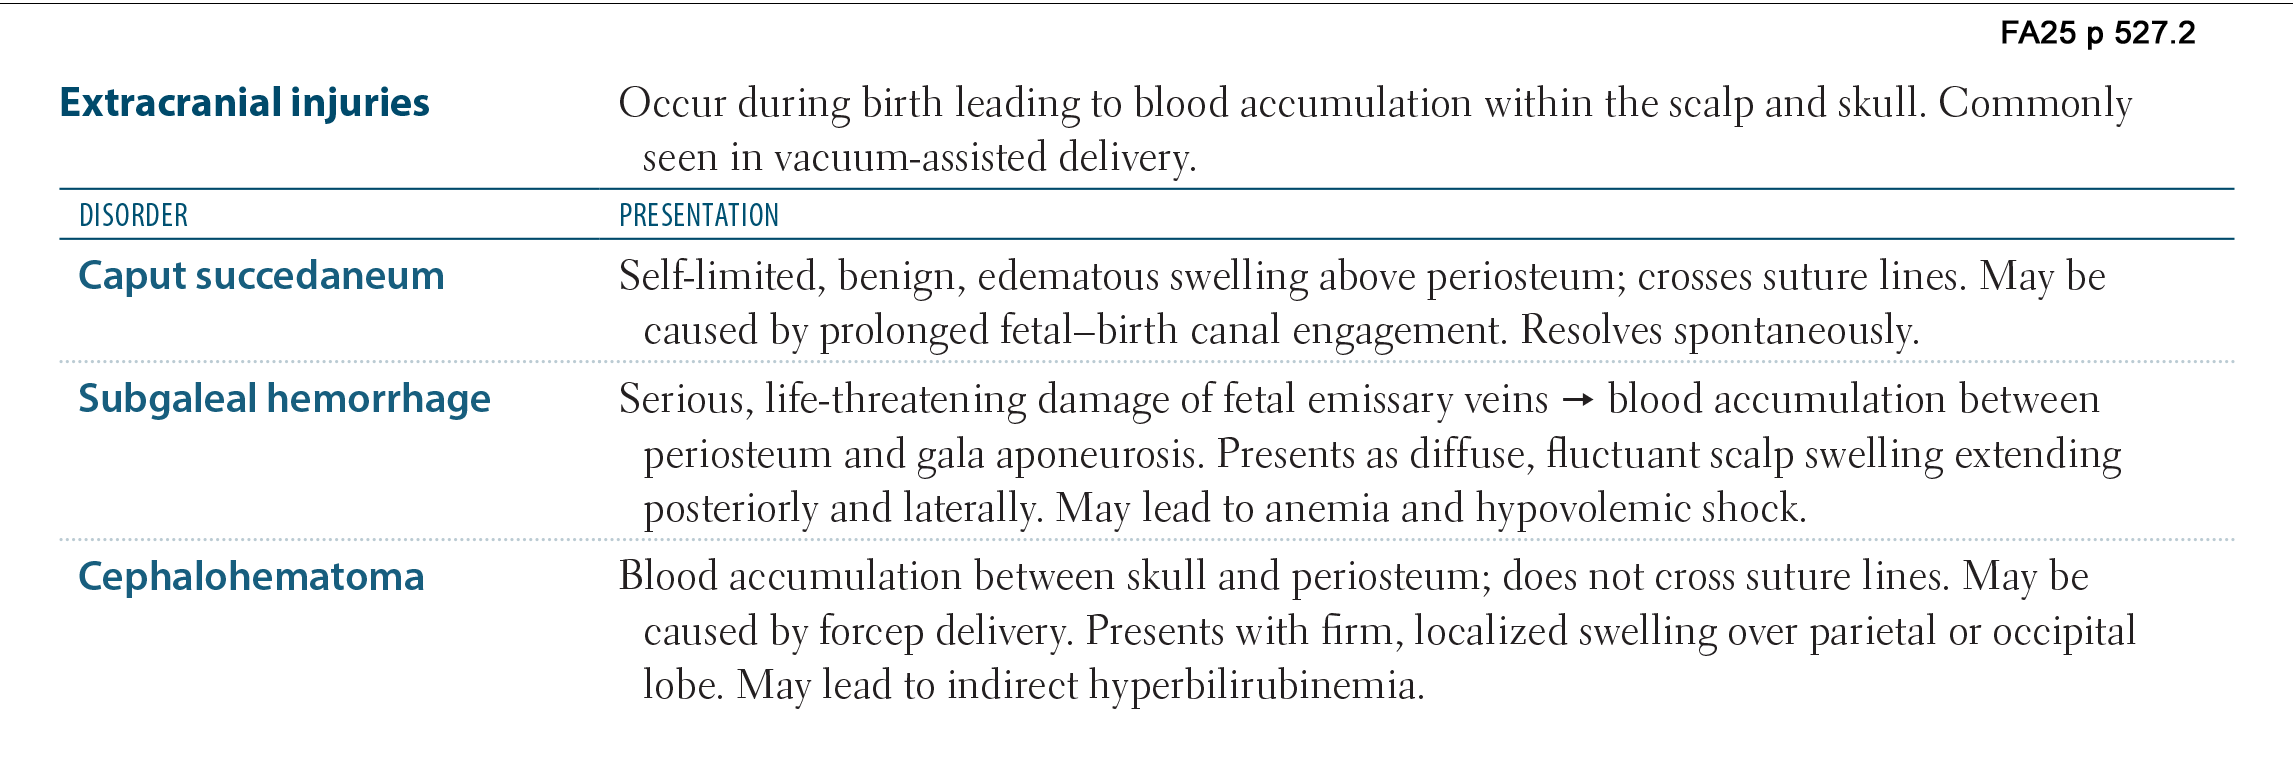 FA25 p 527.2
Extracranial injuries
Occur during birth leading to blood accumulation within the scalp and skull. Commonly
seen in vacuum-assisted delivery.
DISORDER
PRESENTATION
Caput succedaneum
Self-limited, benign, edematous swelling above periosteum; crosses suture lines. May be
caused by prolonged fetal–birth canal engagement. Resolves spontaneously.
Subgaleal hemorrhage
Serious, life-threatening damage of fetal emissary veins → blood accumulation between
periosteum and gala aponeurosis. Presents as diffuse, fluctuant scalp swelling extending
posteriorly and laterally. May lead to anemia and hypovolemic shock.
Cephalohematoma
Blood accumulation between skull and periosteum; does not cross suture lines. May be
caused by forcep delivery. Presents with firm, localized swelling over parietal or occipital
lobe. May lead to indirect hyperbilirubinemia.